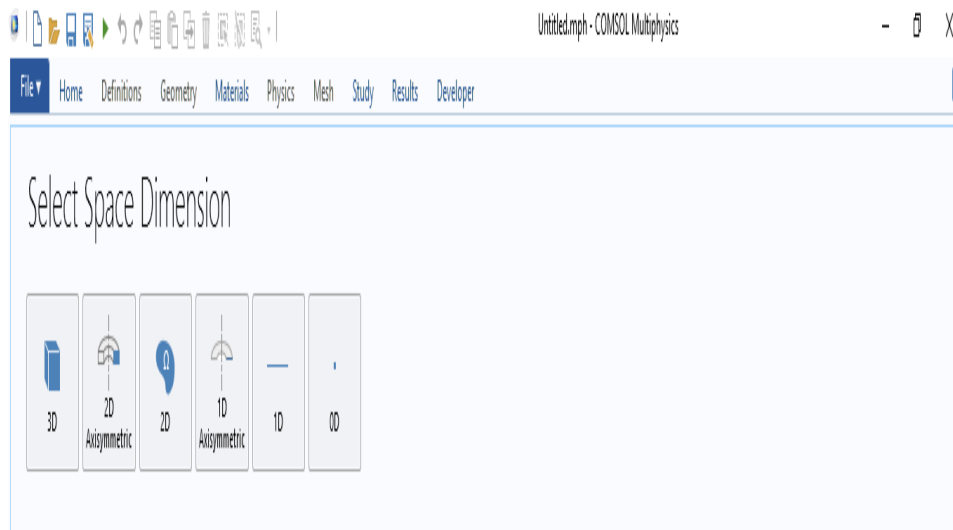 Untitled.mph - COMSOL Multiphysics
File Home Definitions Geometry Materials Physics Mesh Study Results Developer
Select Space Dimension
3D
2D
Axisymmetric
Ω
2D
1D
Axisymmetric
1D
0D